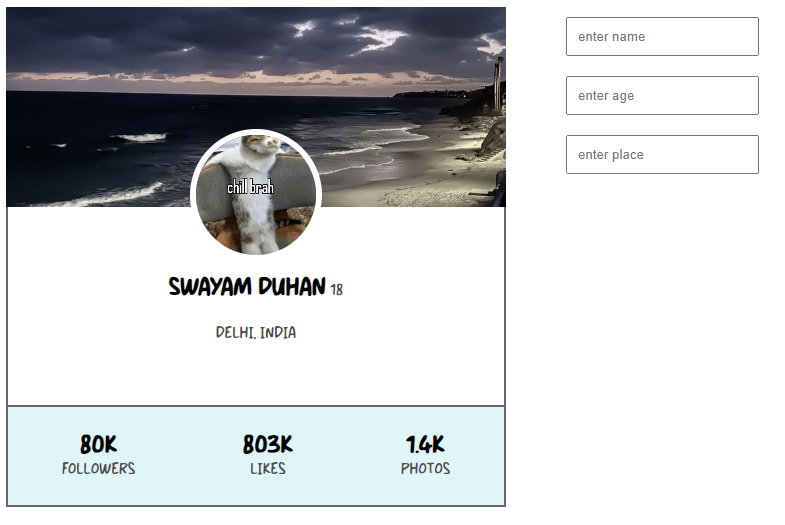 chill brah
SWAYAM DUHAN 18
DELHI, INDIA
80K
FOLLOWERS
803K
LIKES
1.4K
PHOTOS
enter name
enter age
enter place